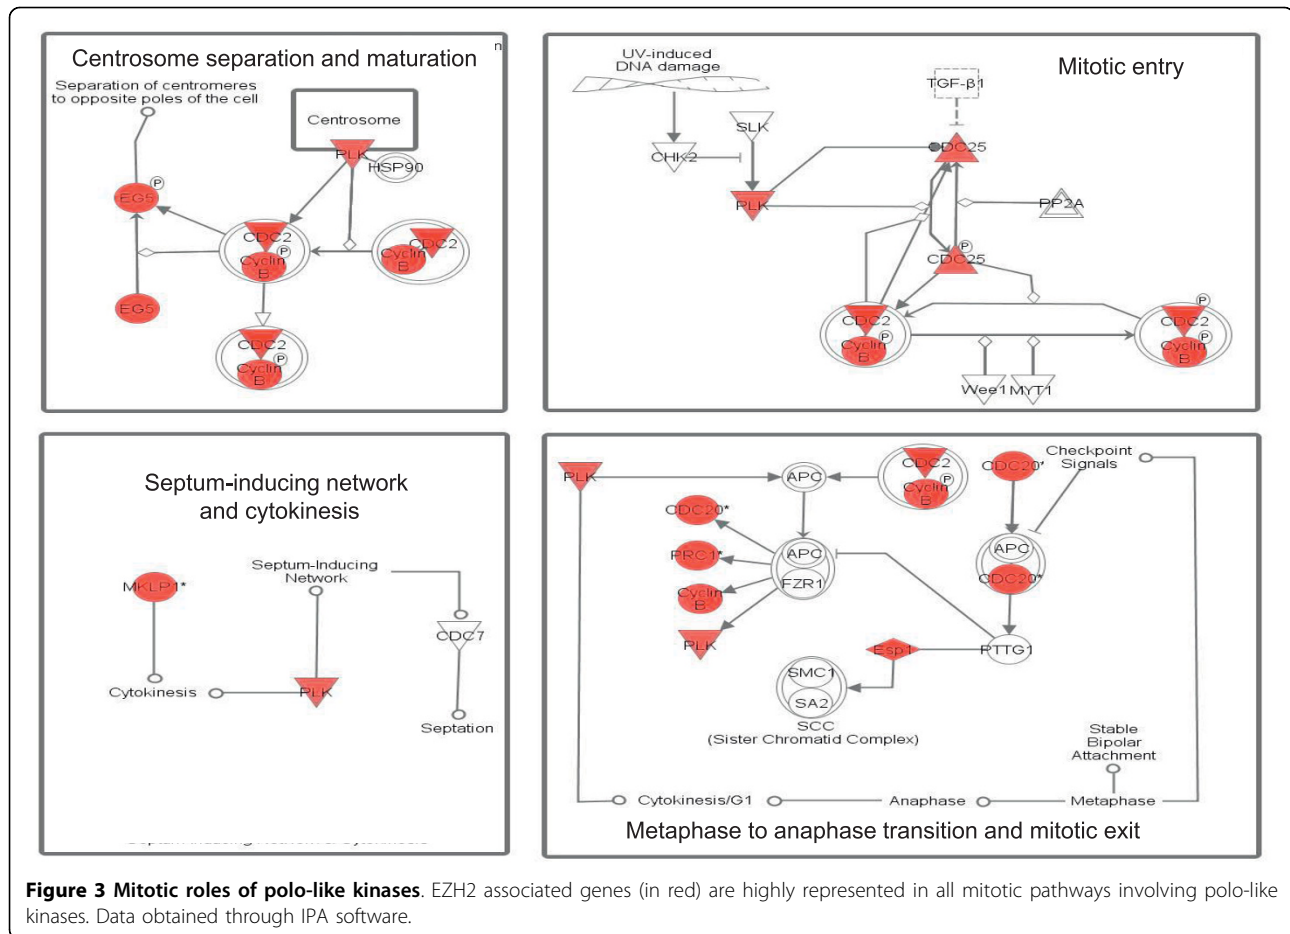 Centrosome separation and maturation
n
Separation of centromeres
to opposite poles of the cell
Centrosome
PLK
HSP90
EG5
P
CDC2
P
Cyclin
B
CDC2
Cyclin
B
EG5
CDC2
P
Cyclin
B
UV-induced
DNA damage
Mitotic entry
TGF-β1
SLK
CHK2
CDC25
PLK
PP2A
P
CDC25
P
CDC2
P
Cyclin
B
CDC2
P
Cyclin
B
Wee1
MYT1
Septum-inducing network
and cytokinesis
Septum-Inducing
Network
MKLP1*
CDC7
Cytokinesis
PLK
Septation
PLK
APC
CDC2
P
Cyclin
B
CDC20*
Checkpoint
Signals
CDC20*
PRC1*
APC
FZR1
Cyclin
B
PLK
APC
CDC20*
Esp1
PTTG1
SMC1
SA2
SCC
(Sister Chromatid Complex)
Stable
Bipolar
Attachment
Cytokinesis/G1
Anaphase
Metaphase
Metaphase to anaphase transition and mitotic exit
Figure 3 Mitotic roles of polo-like kinases. EZH2 associated genes (in red) are highly represented in all mitotic pathways involving polo-like
kinases. Data obtained through IPA software.